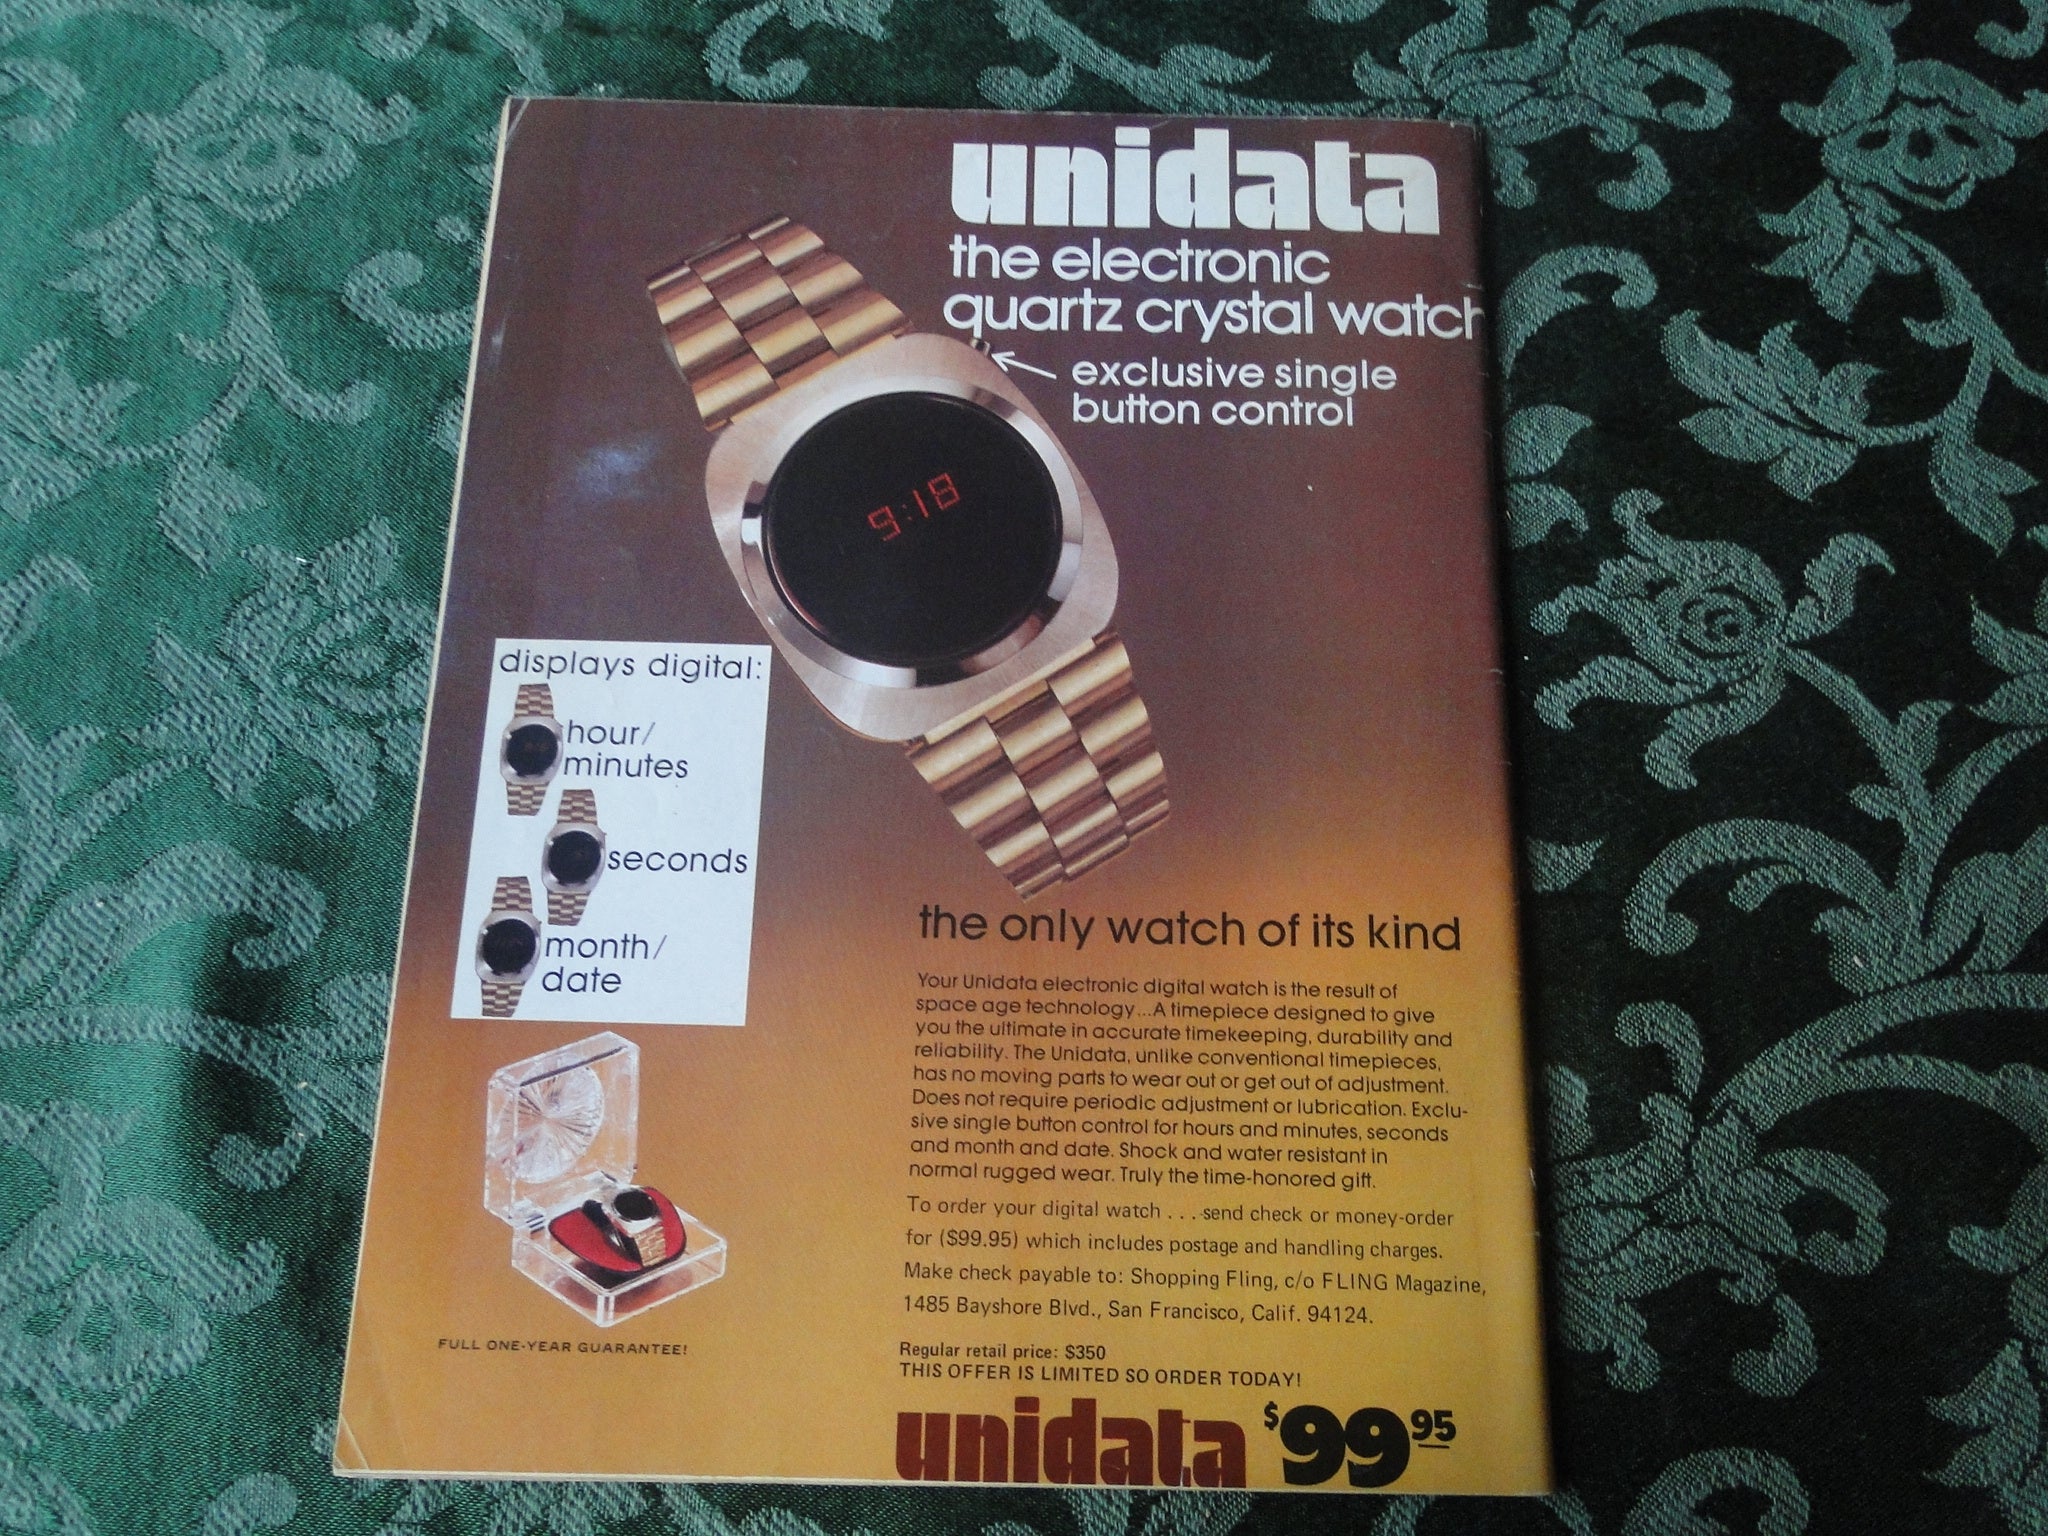 unidata
the electronic
quartz crystal watch
exclusive single
button control
9:18
displays digital:
hour/
minutes
seconds
month/
date
the only watch of its kind
Your Unidata electronic digital watch is the result of
space age technology...A timepiece designed to give
you the ultimate in accurate timekeeping, durability and
reliability. The Unidata, unlike conventional timepieces,
has no moving parts to wear out or get out of adjustment.
Does not require periodic adjustment or lubrication. Exclu-
sive single button control for hours and minutes, seconds
and month and date. Shock and water resistant in
normal rugged wear. Truly the time-honored gift.
To order your digital watch . . . send check or money-order
for ($99.95) which includes postage and handling charges.
Make check payable to: Shopping Fling, c/o FLING Magazine,
1485 Bayshore Blvd., San Francisco, Calif. 94124.
FULL ONE-YEAR GUARANTEE!
Regular retail price: $350
THIS OFFER IS LIMITED SO ORDER TODAY!
unidata $99 95